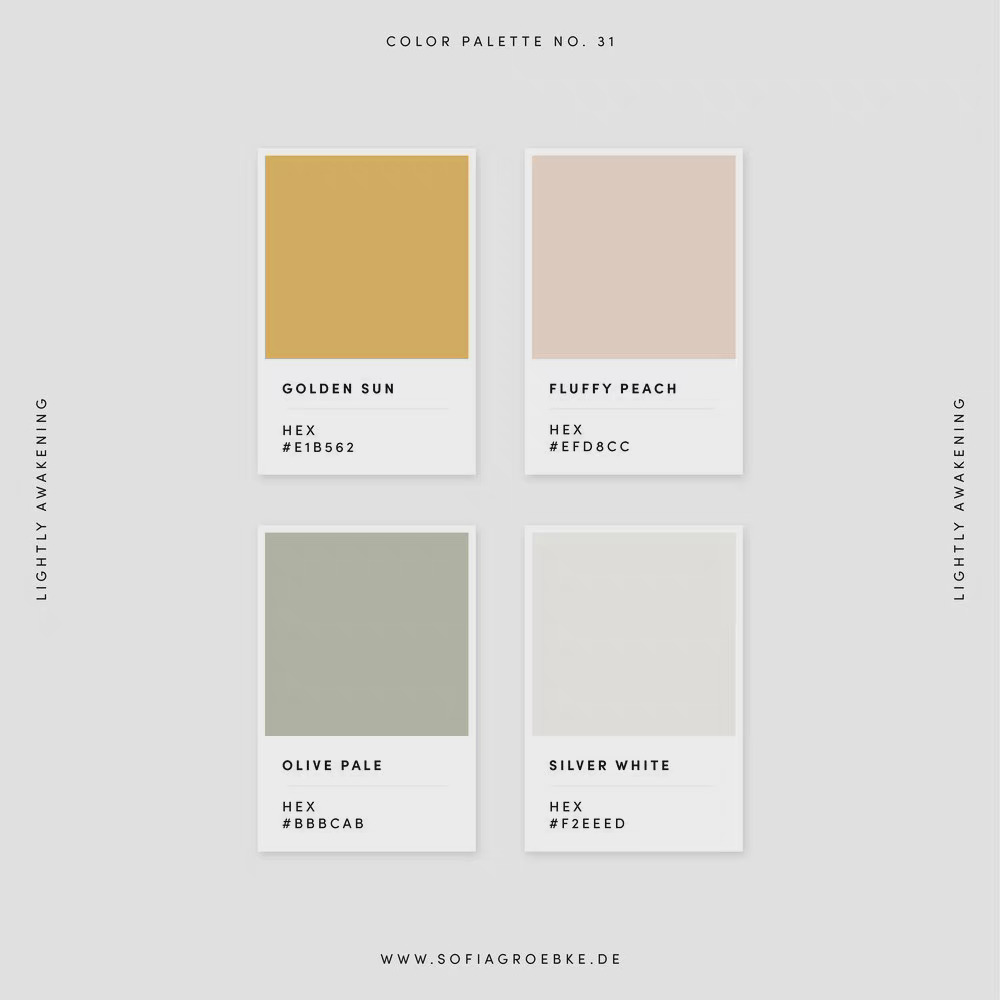 COLOR PALETTE NO. 31
GOLDEN SUN
HEX
#E1B562
FLUFFY PEACH
HEX
#EFD8CC
LIGHTLY AWAKENING
LIGHTLY AWAKENING
OLIVE PALE
HEX
#BBBCAB
SILVER WHITE
HEX
#F2EEED
WWW.SOFIAGROEBKE.DE